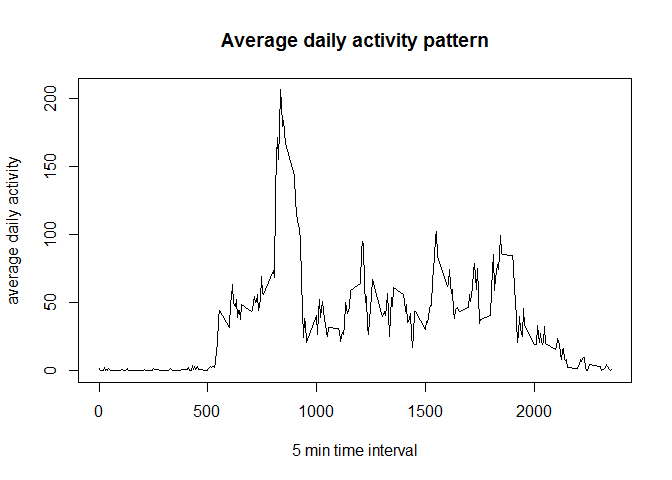 Average daily activity pattern
average daily activity
200
150
100
50
0
0 500 1000 1500 2000
5 min time interval